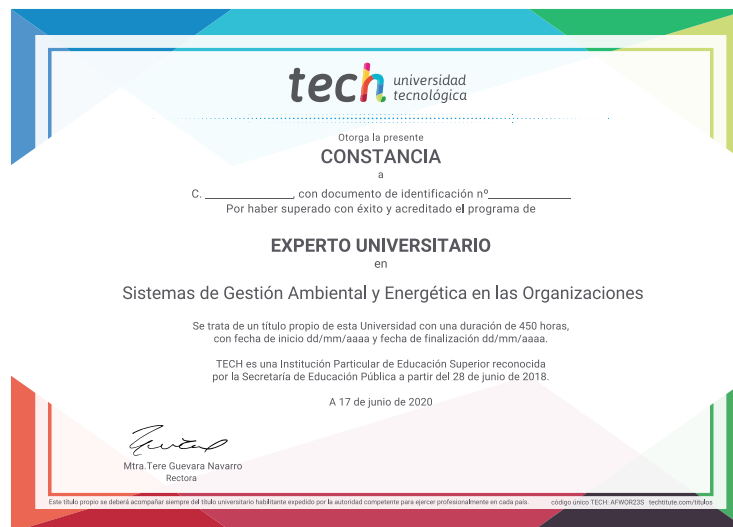 tech universidad
tecnológica
Otorga la presente
CONSTANCIA
a
C. ______________, con documento de identificación nº______________
Por haber superado con éxito y acreditado el programa de
EXPERTO UNIVERSITARIO
en
Sistemas de Gestión Ambiental y Energética en las Organizaciones
Se trata de un título propio de esta Universidad con una duración de 450 horas,
con fecha de inicio dd/mm/aaaa y fecha de finalización dd/mm/aaaa.
TECH es una Institución Particular de Educación Superior reconocida
por la Secretaría de Educación Pública a partir del 28 de junio de 2018.
A 17 de junio de 2020
Mtra.Tere Guevara Navarro
Rectora
Este título propio se deberá acompañar siempre del título universitario habilitante expedido por la autoridad competente para ejercer profesionalmente en cada país. código único TECH: AFWOR23S techtitute.com/titulos